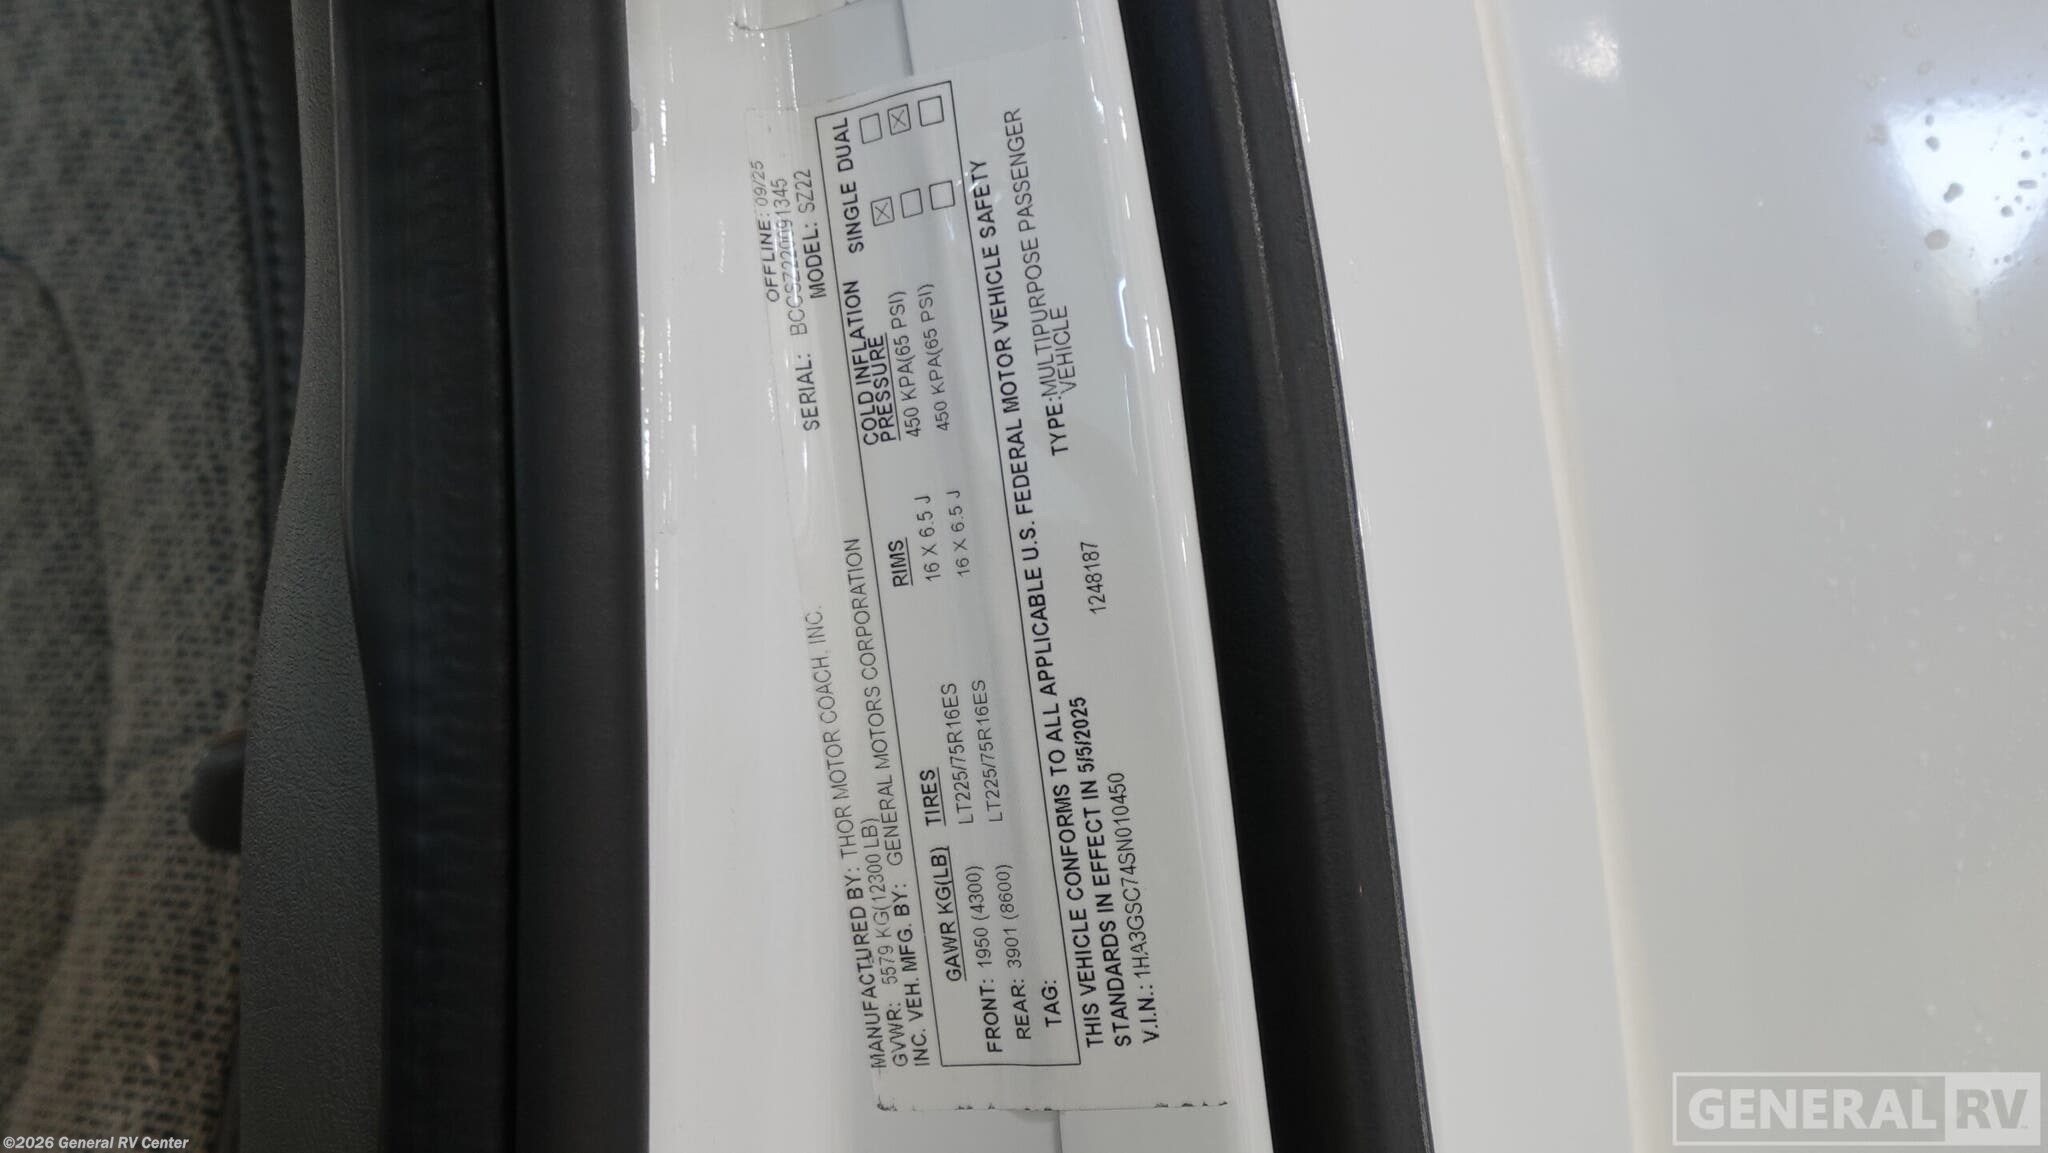 OFFLINE: 09/25
SERIAL: BCCSZ220091345
MODEL: SZ22
MANUFACTURED BY: THOR MOTOR COACH, INC.
GVWR: 5579 KG(12300 LB)
INC. VEH. MFG. BY: GENERAL MOTORS CORPORATION
GAWR KG(LB) TIRES RIMS COLD INFLATION PRESSURE SINGLE DUAL
FRONT: 1950 (4300) LT225/75R16ES 16 X 6.5 J 450 KPA(65 PSI)
REAR: 3901 (8600) LT225/75R16ES 16 X 6.5 J 450 KPA(65 PSI)
TAG:
THIS VEHICLE CONFORMS TO ALL APPLICABLE U.S. FEDERAL MOTOR VEHICLE SAFETY
STANDARDS IN EFFECT IN 5/5/2025
V.I.N.: 1HA3GSC74SN010450
1248187
TYPE:MULTIPURPOSE PASSENGER
VEHICLE
©2026 General RV Center
GENERAL RV